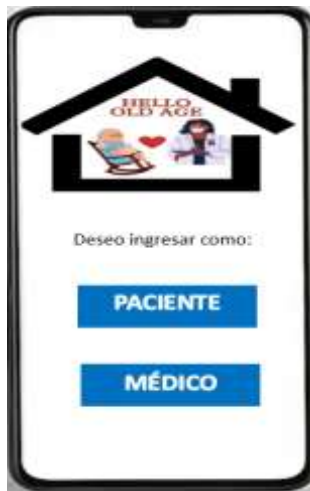 HELLO
OLD AGE
Deseo ingresar como:
PACIENTE
MÉDICO